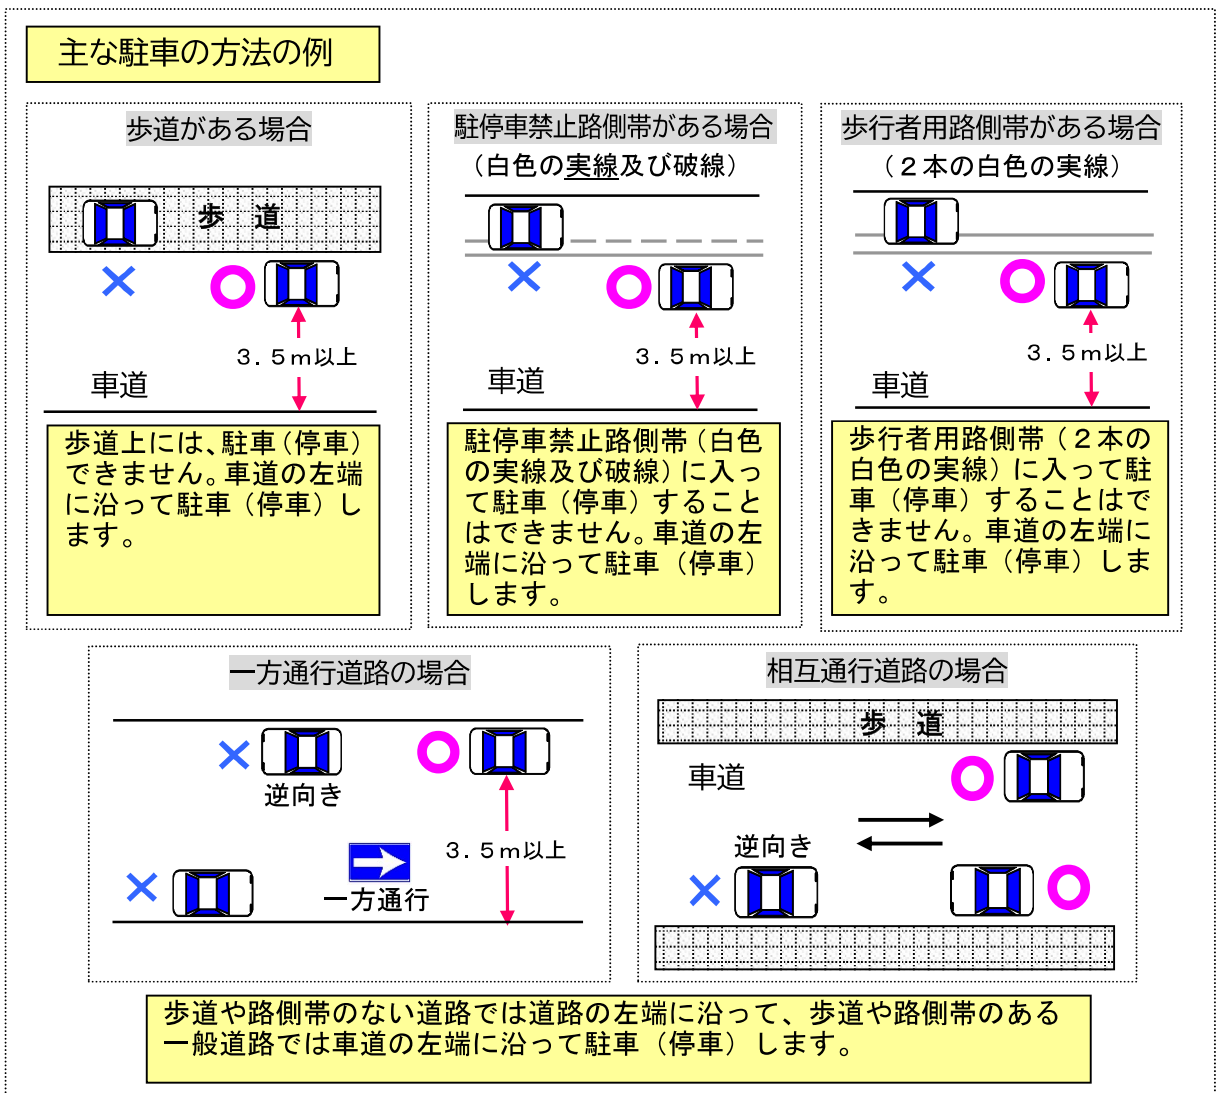 主な駐車の方法の例
歩道がある場合
歩　道
3．5ｍ以上
車道
歩道上には、駐車（停車）
できません。車道の左端
に沿って駐車（停車）し
ます。
駐停車禁止路側帯がある場合
（白色の実線及び破線）
3．5ｍ以上
車道
駐停車禁止路側帯（白色
の実線及び破線）に入っ
て駐車（停車）すること
はできません。車道の左
端に沿って駐車（停車）
します。
歩行者用路側帯がある場合
（２本の白色の実線）
3．5ｍ以上
車道
歩行者用路側帯（２本の
白色の実線）に入って駐
車（停車）することはで
きません。車道の左端に
沿って駐車（停車）しま
す。
一方通行道路の場合
逆向き
3．5ｍ以上
一方通行
相互通行道路の場合
歩　道
車道
逆向き
歩道や路側帯のない道路では道路の左端に沿って、歩道や路側帯のある
一般道路では車道の左端に沿って駐車（停車）します。